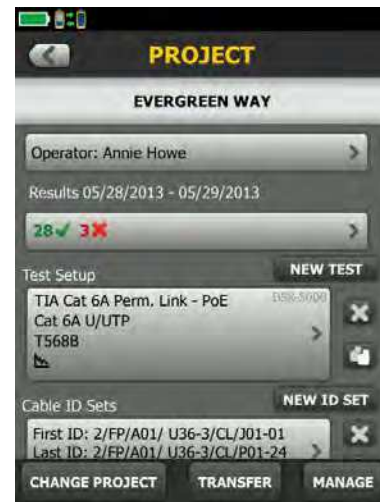 PROJECT
EVERGREEN WAY
Operator: Annie Howe
Results 05/28/2013 - 05/29/2013
28✓ 3✗
Test Setup
NEW TEST
TIA Cat 6A Perm. Link - PoE
DSX-5000
Cat 6A U/UTP
T568B
Cable ID Sets
NEW ID SET
First ID: 2/FP/A01/ U36-3/CL/J01-01
Last ID: 2/FP/A01/ U36-3/CL/P01-24
CHANGE PROJECT
TRANSFER
MANAGE